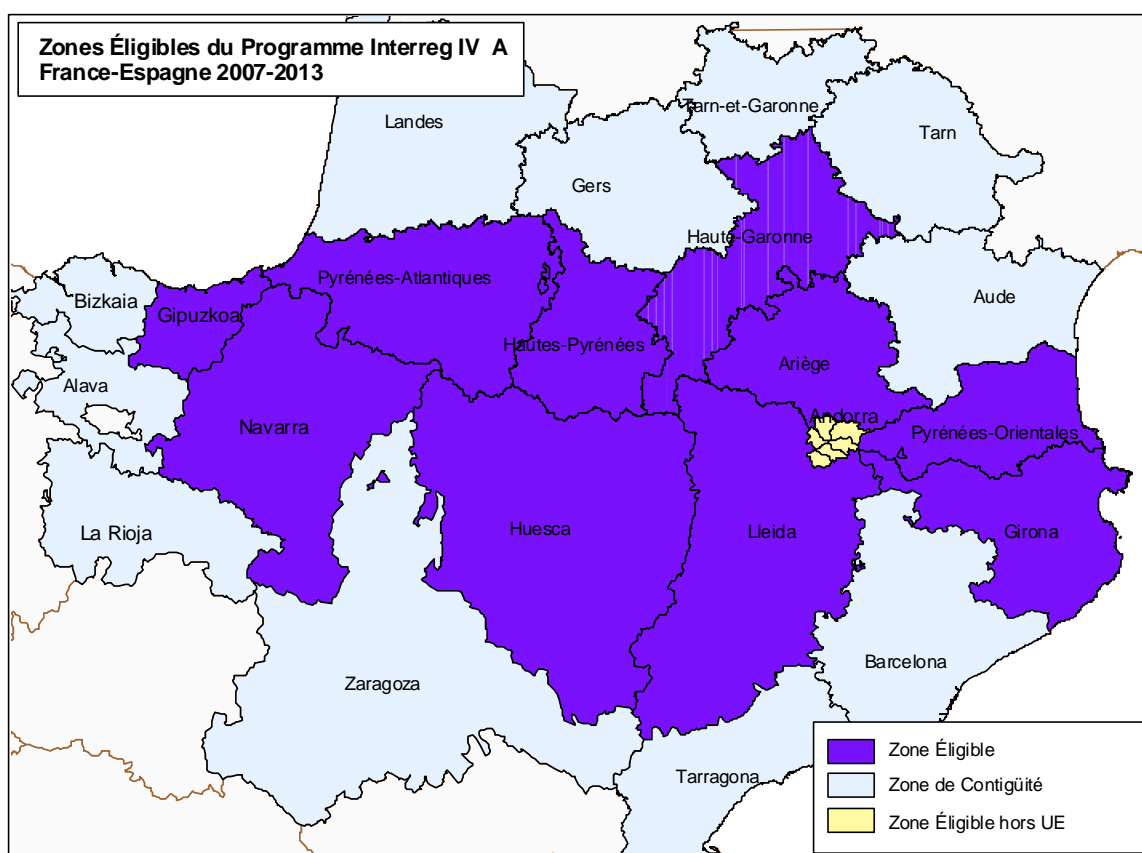 Zones Éligibles du Programme Interreg IV A
France-Espagne 2007-2013
Landes
Tarn-et-Garonne
Tarn
Gers
Haute-Garonne
Pyrénées-Atlantiques
Bizkaia
Gipuzkoa
Aude
Hautes-Pyrénées
Ariège
Alava
Andorra
Navarra
Pyrénées-Orientales
La Rioja
Huesca
Lleida
Girona
Zaragoza
Barcelona
Tarragona
Zone Éligible
Zone de Contigüité
Zone Éligible hors UE